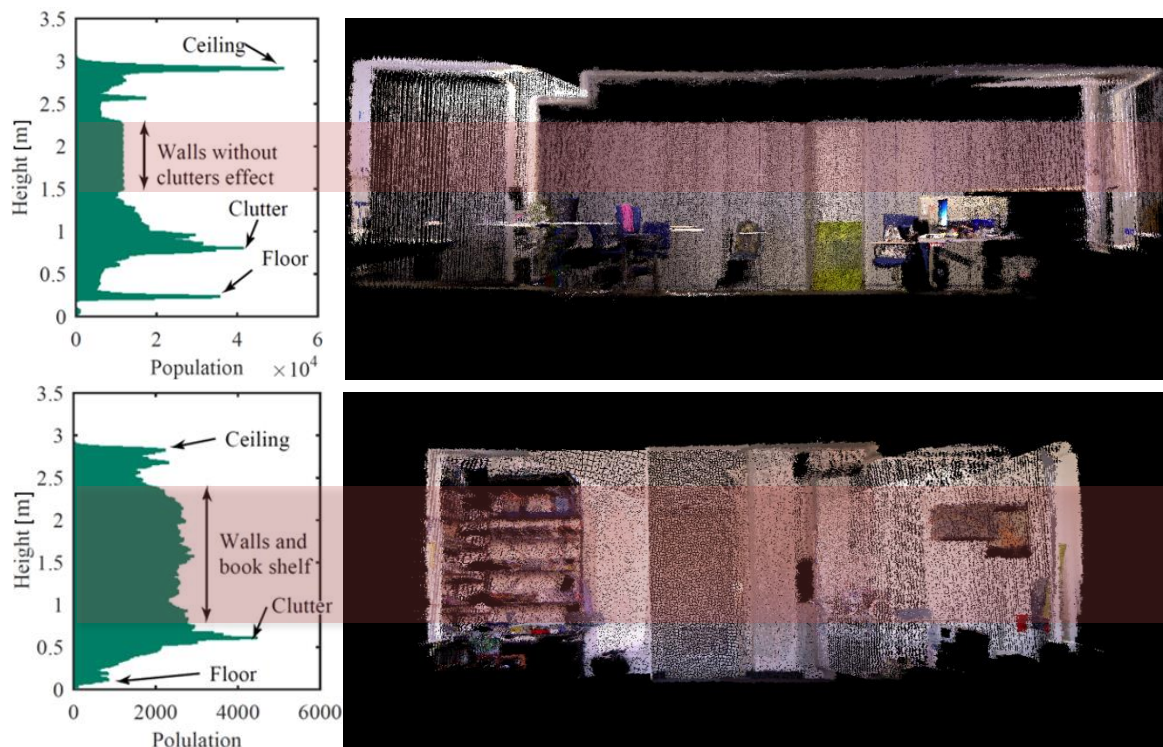 3.5
3
2.5
2
1.5
1
0.5
0
Height [m]
Ceiling
Walls without
clutters effect
Clutter
Floor
0 2 4 6
Population × 10⁴
3.5
3
2.5
2
1.5
1
0.5
0
Height [m]
Ceiling
Walls and
book shelf
Clutter
Floor
0 2000 4000 6000
Polulation